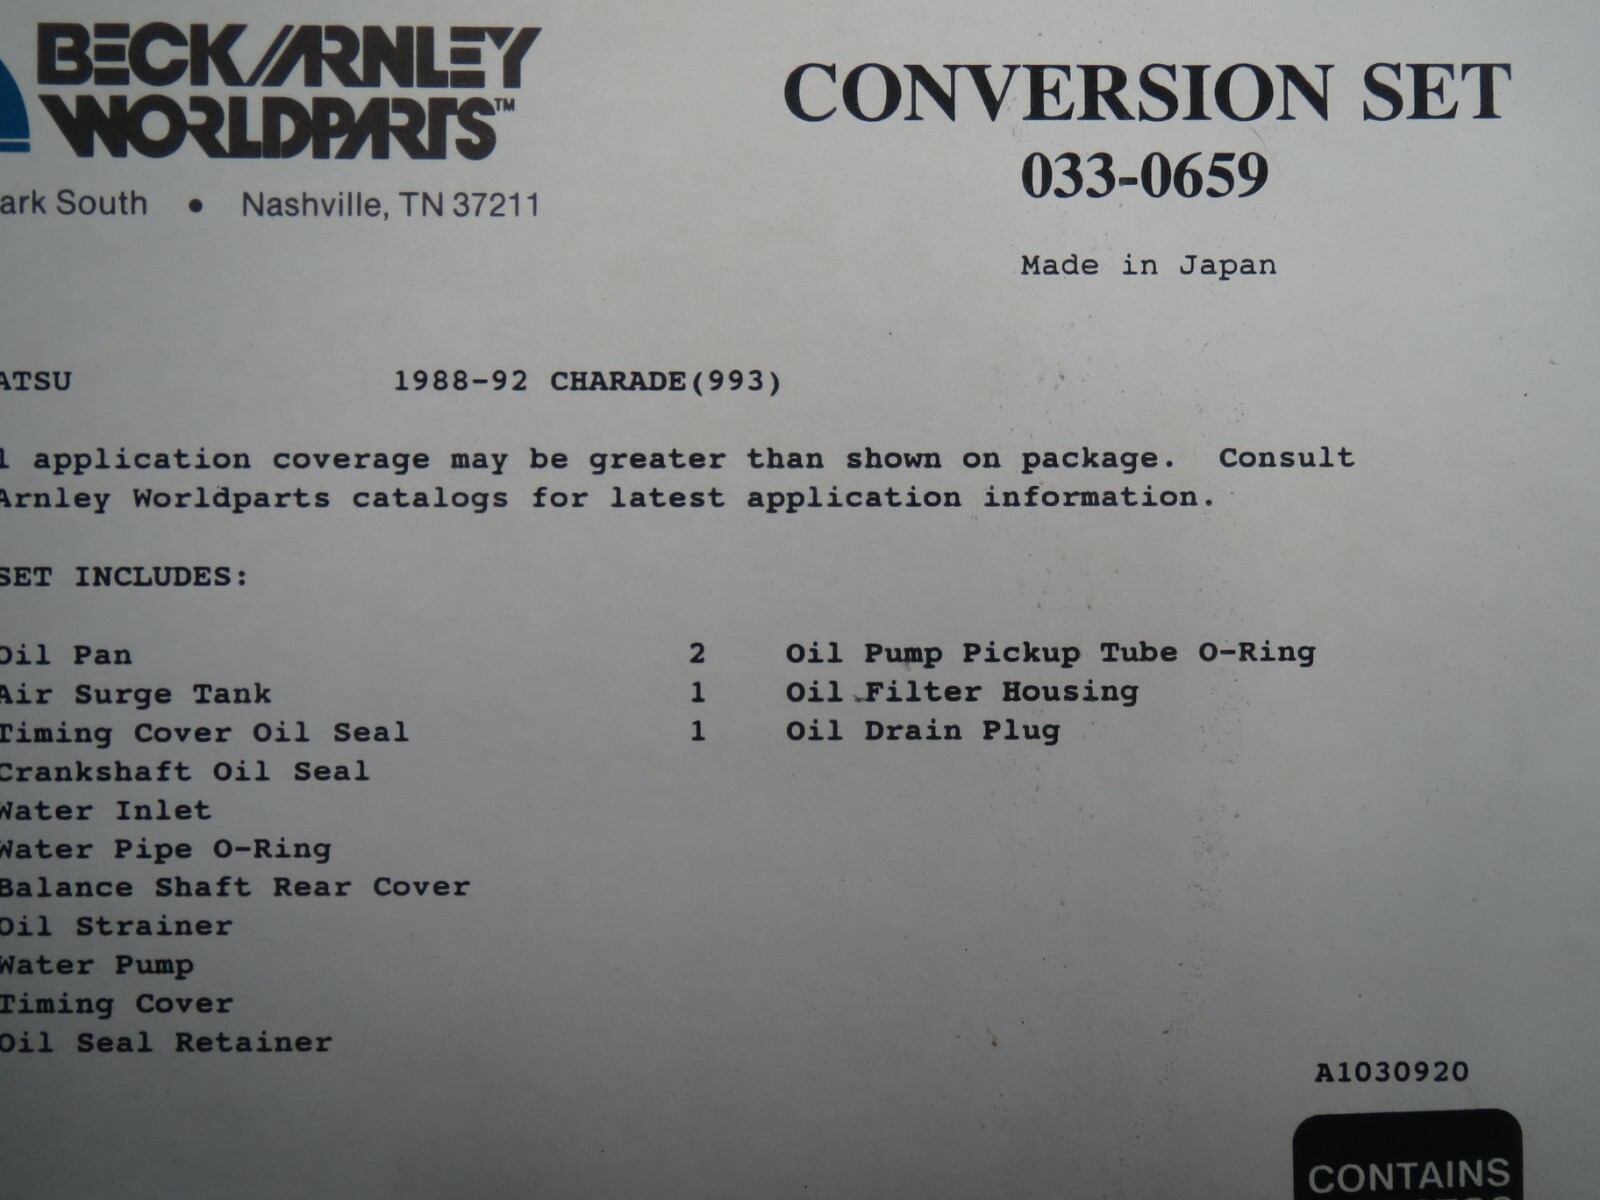 BECK/ARNLEY
WORLDPARTS™
ark South • Nashville, TN 37211
CONVERSION SET
033-0659
Made in Japan
ATSU 1988-92 CHARADE(993)
l application coverage may be greater than shown on package. Consult
Arnley Worldparts catalogs for latest application information.
SET INCLUDES:
Oil Pan
Air Surge Tank
Timing Cover Oil Seal
Crankshaft Oil Seal
Water Inlet
Water Pipe O-Ring
Balance Shaft Rear Cover
Oil Strainer
Water Pump
Timing Cover
Oil Seal Retainer
2 Oil Pump Pickup Tube O-Ring
1 Oil Filter Housing
1 Oil Drain Plug
A1030920
CONTAINS